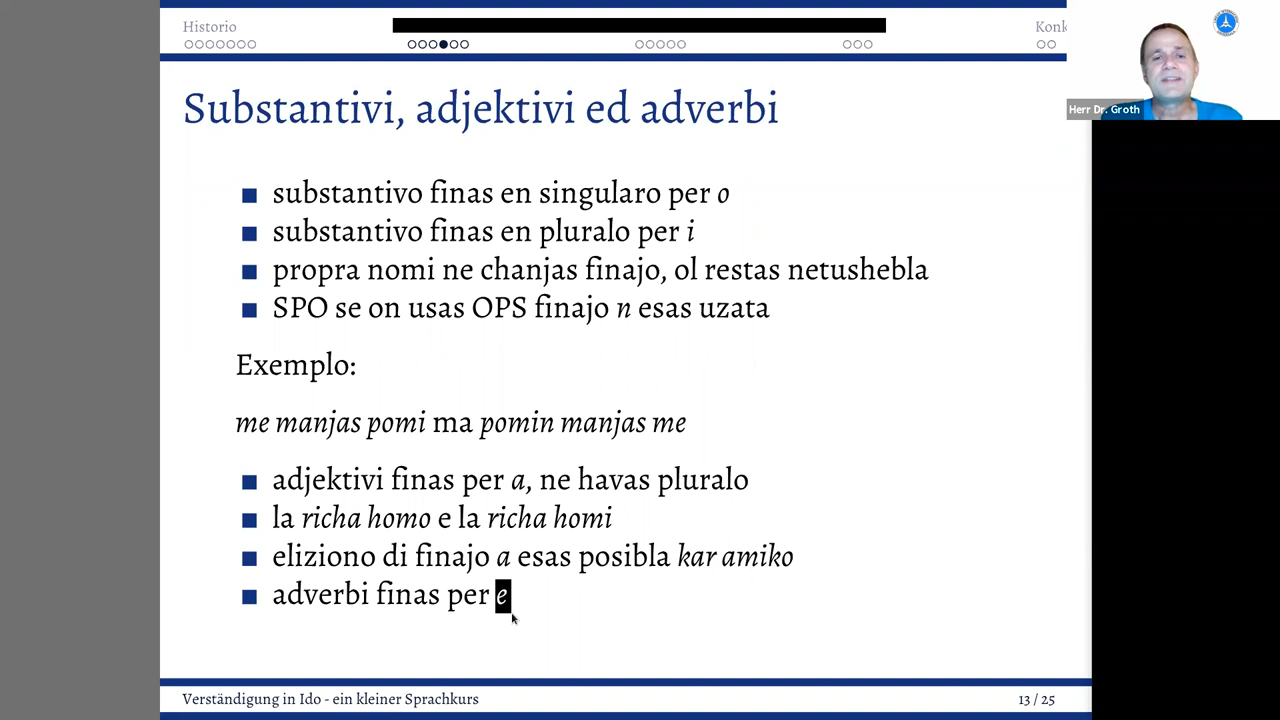 Historio
Konk
Substantivi, adjektivi ed adverbi
Herr Dr. Groth
substantivo finas en singularo per o
substantivo finas en pluralo per i
propra nomi ne chanjas finajo, ol restas netushebla
SPO se on usas OPS finajo n esas uzata
Exemplo:
me manjas pomi ma pomin manjas me
adjektivi finas per a, ne havas pluralo
la richa homo e la richa homi
eliziono di finajo a esas posibla kar amiko
adverbi finas per e
Verständigung in Ido - ein kleiner Sprachkurs
13 / 25